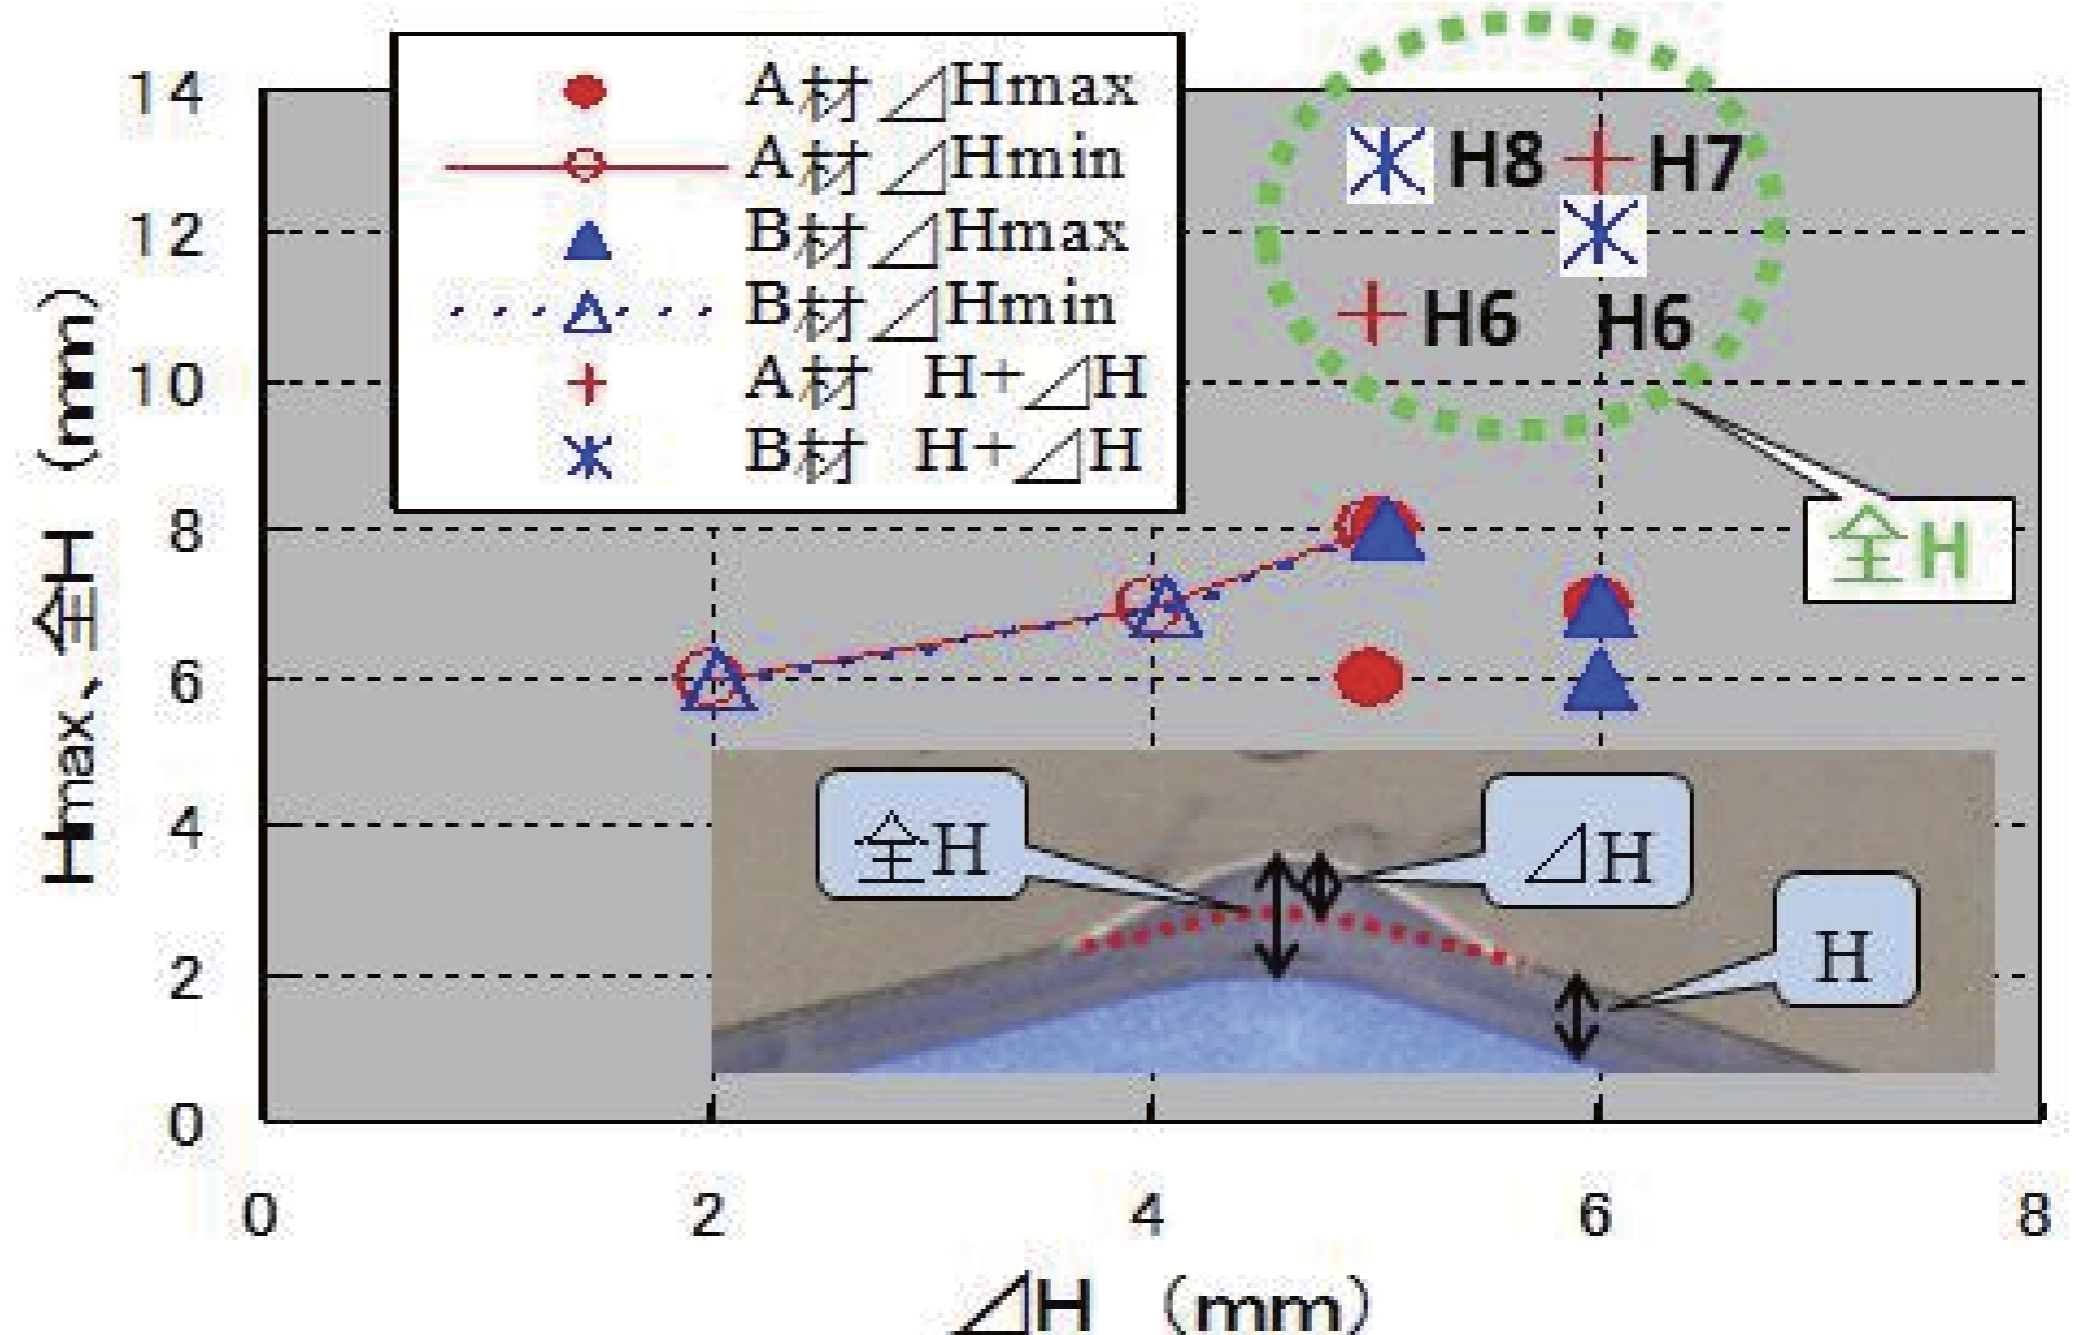 14
12
10
8
6
4
2
0
Hmax、全H (mm)
A材 ⊿Hmax
A材 ⊿Hmin
B材 ⊿Hmax
B材 ⊿Hmin
A材 H+⊿H
B材 H+⊿H
H8 H7
H6 H6
全H
全H ⊿H
H
0 2 4 6 8
⊿H (mm)